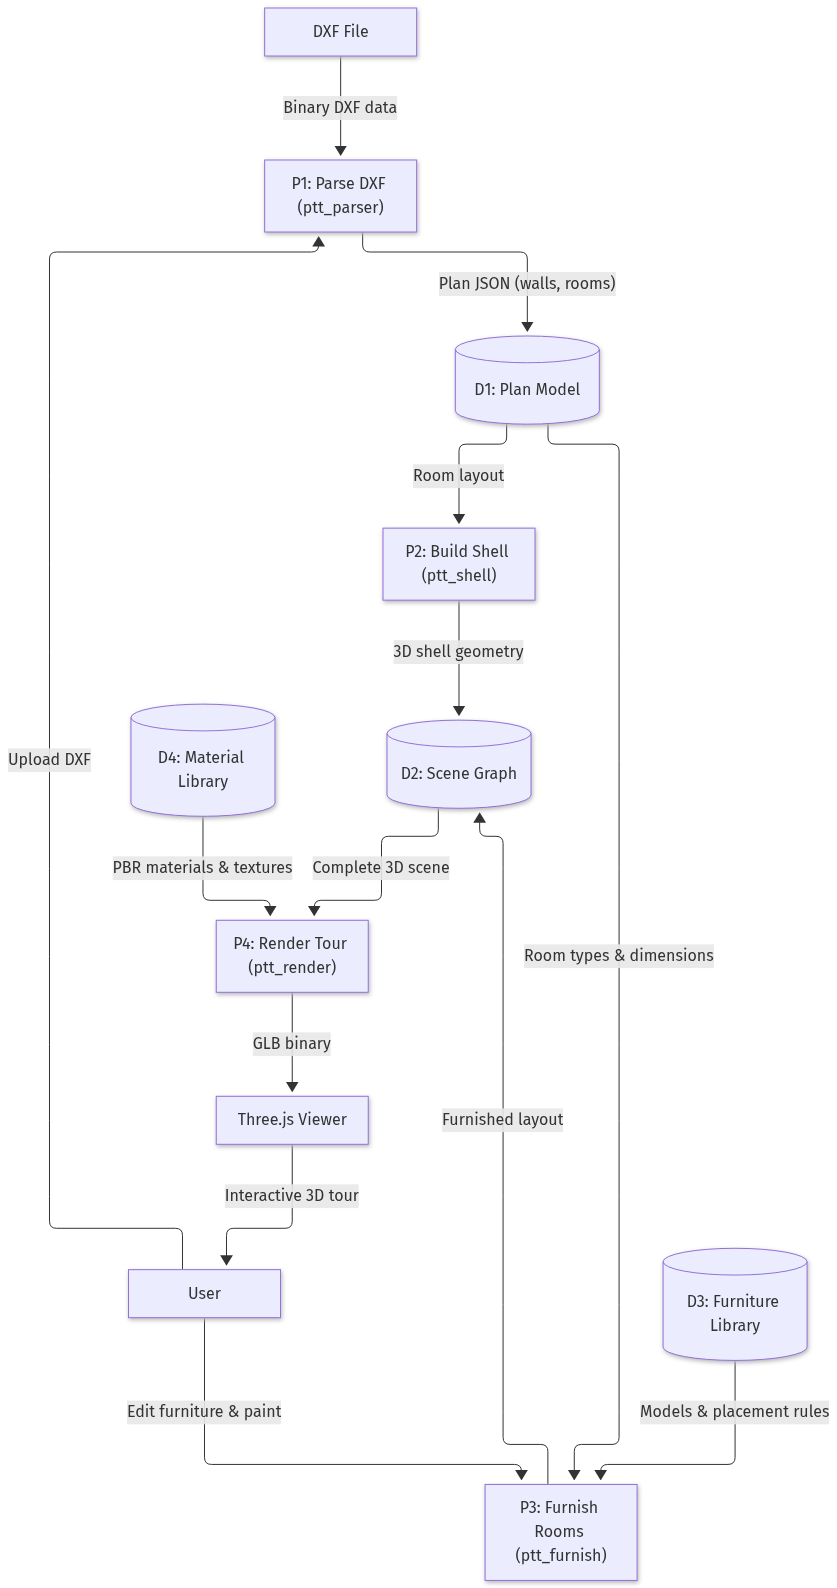 DXF File
Binary DXF data
P1: Parse DXF
(ptt_parser)
Plan JSON (walls, rooms)
D1: Plan Model
Room layout
P2: Build Shell
(ptt_shell)
3D shell geometry
D4: Material
Library
Upload DXF
D2: Scene Graph
PBR materials & textures
Complete 3D scene
P4: Render Tour
(ptt_render)
Room types & dimensions
GLB binary
Three.js Viewer
Furnished layout
Interactive 3D tour
User
D3: Furniture
Library
Edit furniture & paint
Models & placement rules
P3: Furnish
Rooms
(ptt_furnish)